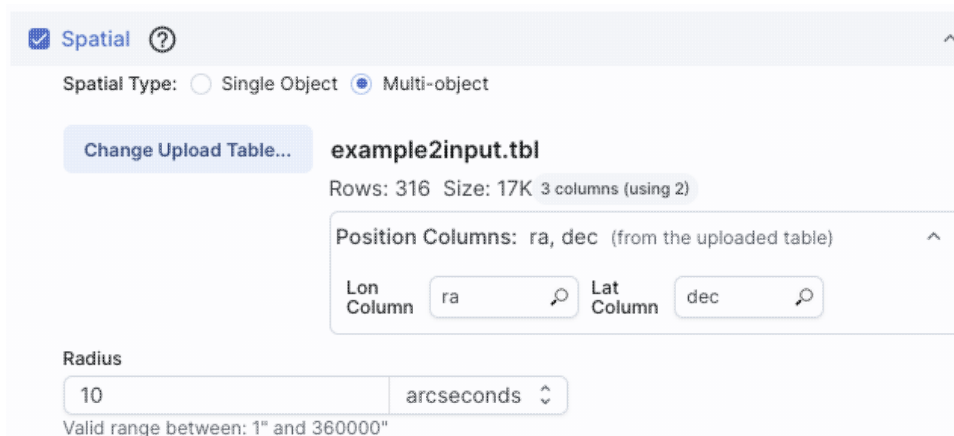 Spatial ?
Spatial Type: Single Object Multi-object
Change Upload Table... example2input.tbl
Rows: 316 Size: 17K 3 columns (using 2)
Position Columns: ra, dec (from the uploaded table)
Lon Column ra Lat Column dec
Radius
10 arcseconds
Valid range between: 1" and 360000"